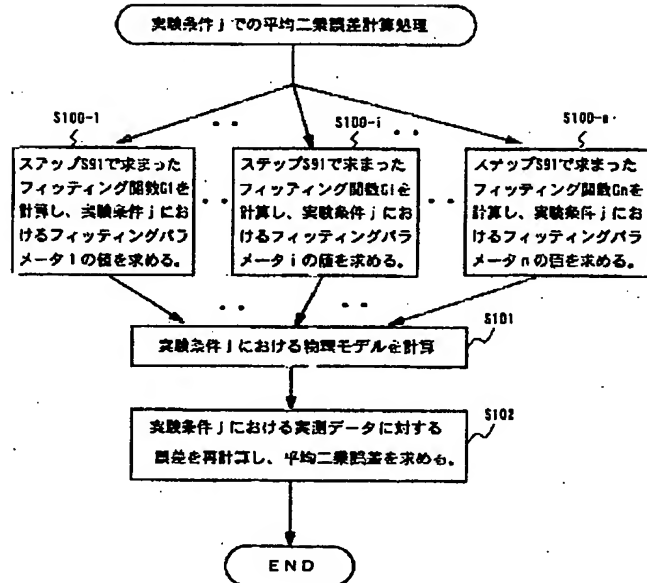 実験条件jでの平均二乗誤差計算処理
S100-1
S100-i
S100-n
ステップS91で求まった
フィッティング関数G1を
計算し、実験条件jにお
けるフィッティングパラ
メータ1の値を求める。
ステップS91で求まった
フィッティング関数Giを
計算し、実験条件jにお
けるフィッティングパラ
メータiの値を求める。
ステップS91で求まった
フィッティング関数Gnを
計算し、実験条件jにお
けるフィッティングパラ
メータnの値を求める。
S101
実験条件jにおける物理モデルを計算
S102
実験条件jにおける実測データに対する
誤差を再計算し、平均二乗誤差を求める。
END